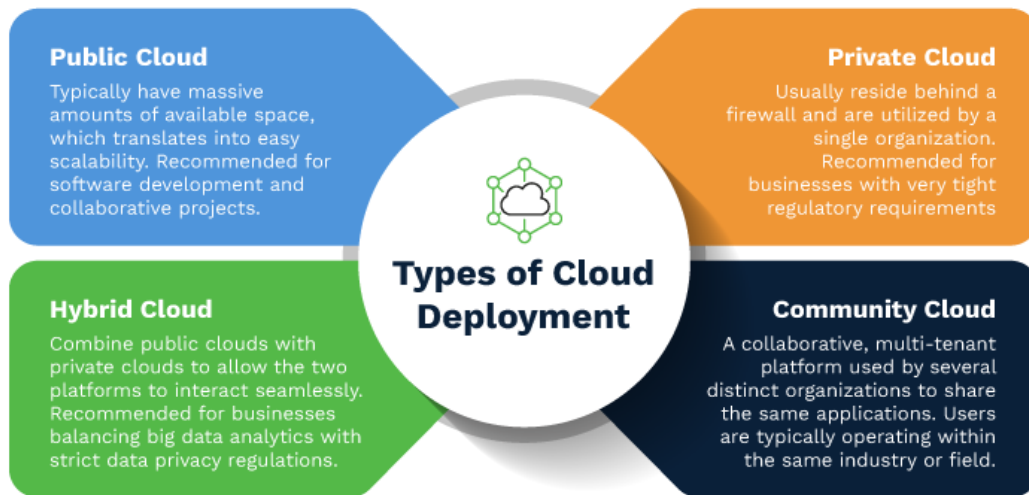 Public Cloud
Typically have massive
amounts of available space,
which translates into easy
scalability. Recommended for
software development and
collaborative projects.
Private Cloud
Usually reside behind a
firewall and are utilized by a
single organization.
Recommended for
businesses with very tight
regulatory requirements
Types of Cloud
Deployment
Hybrid Cloud
Combine public clouds with
private clouds to allow the two
platforms to interact seamlessly.
Recommended for businesses
balancing big data analytics with
strict data privacy regulations.
Community Cloud
A collaborative, multi-tenant
platform used by several
distinct organizations to share
the same applications. Users
are typically operating within
the same industry or field.